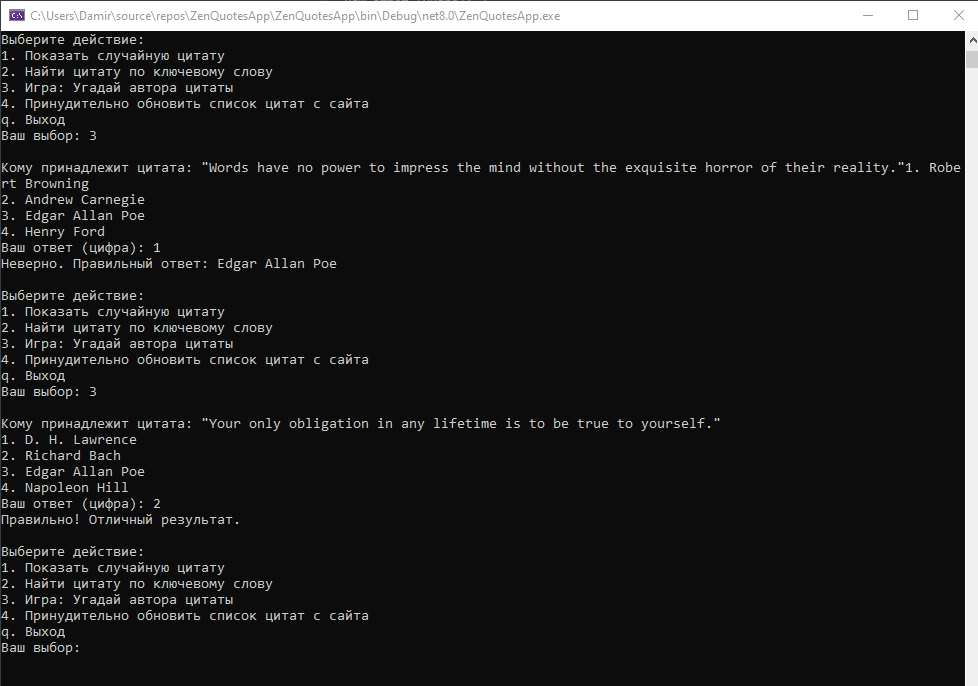 C:\Users\Damir\source\repos\ZenQuotesApp\ZenQuotesApp\bin\Debug\net8.0\ZenQuotesApp.exe
Выберите действие:
1. Показать случайную цитату
2. Найти цитату по ключевому слову
3. Игра: Угадай автора цитаты
4. Принудительно обновить список цитат с сайта
q. Выход
Ваш выбор: 3
Кому принадлежит цитата: "Words have no power to impress the mind without the exquisite horror of their reality."1. Robe
rt Browning
2. Andrew Carnegie
3. Edgar Allan Poe
4. Henry Ford
Ваш ответ (цифра): 1
Неверно. Правильный ответ: Edgar Allan Poe
Выберите действие:
1. Показать случайную цитату
2. Найти цитату по ключевому слову
3. Игра: Угадай автора цитаты
4. Принудительно обновить список цитат с сайта
q. Выход
Ваш выбор: 3
Кому принадлежит цитата: "Your only obligation in any lifetime is to be true to yourself."
1. D. H. Lawrence
2. Richard Bach
3. Edgar Allan Poe
4. Napoleon Hill
Ваш ответ (цифра): 2
Правильно! Отличный результат.
Выберите действие:
1. Показать случайную цитату
2. Найти цитату по ключевому слову
3. Игра: Угадай автора цитаты
4. Принудительно обновить список цитат с сайта
q. Выход
Ваш выбор: